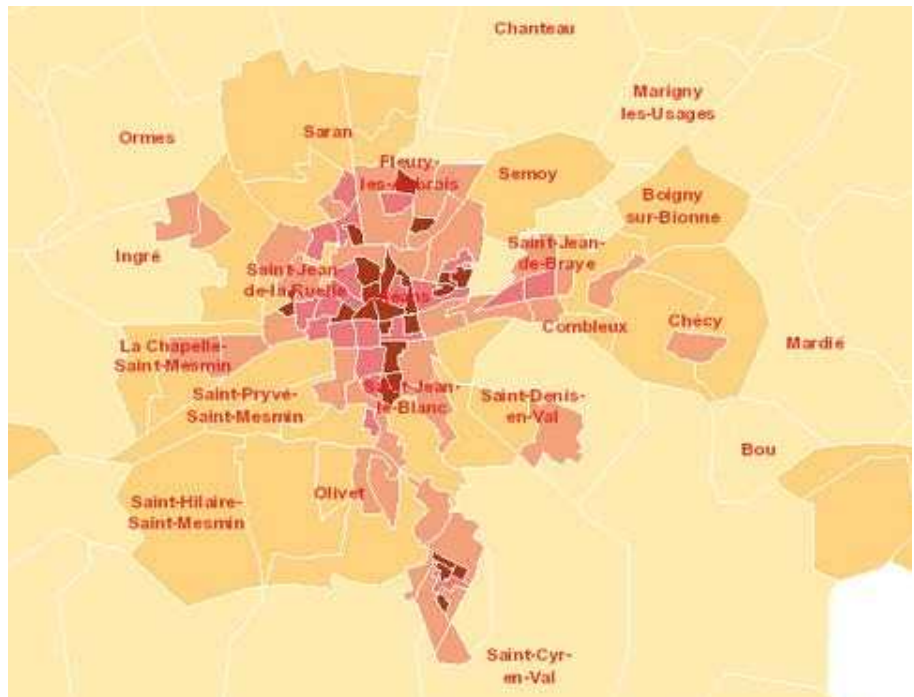 Chanteau
Marigny
les-Usages
Ormes
Saran
Fleury-
les-Aubrais
Semoy
Boigny
sur-Bionne
Ingré
Saint-Jean-
de-Braye
Saint-Jean-
de-la-Ruelle
Combleux
Chécy
Mardié
La Chapelle-
Saint-Mesmin
Saint-Pryvé-
Saint-Mesmin
Saint-Jean-
le-Blanc
Saint-Denis-
en-Val
Bou
Olivet
Saint-Hilaire-
Saint-Mesmin
Saint-Cyr-
en-Val